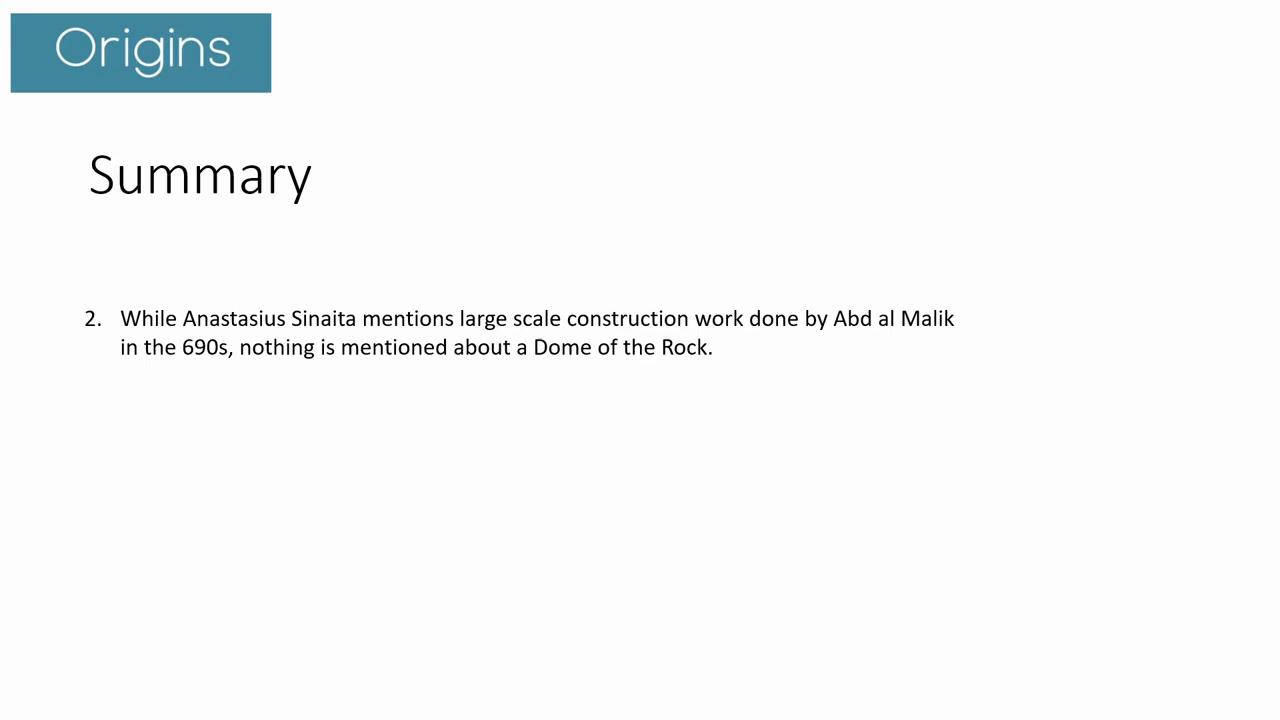 Origins
Summary
2. While Anastasius Sinaita mentions large scale construction work done by Abd al Malik
in the 690s, nothing is mentioned about a Dome of the Rock.